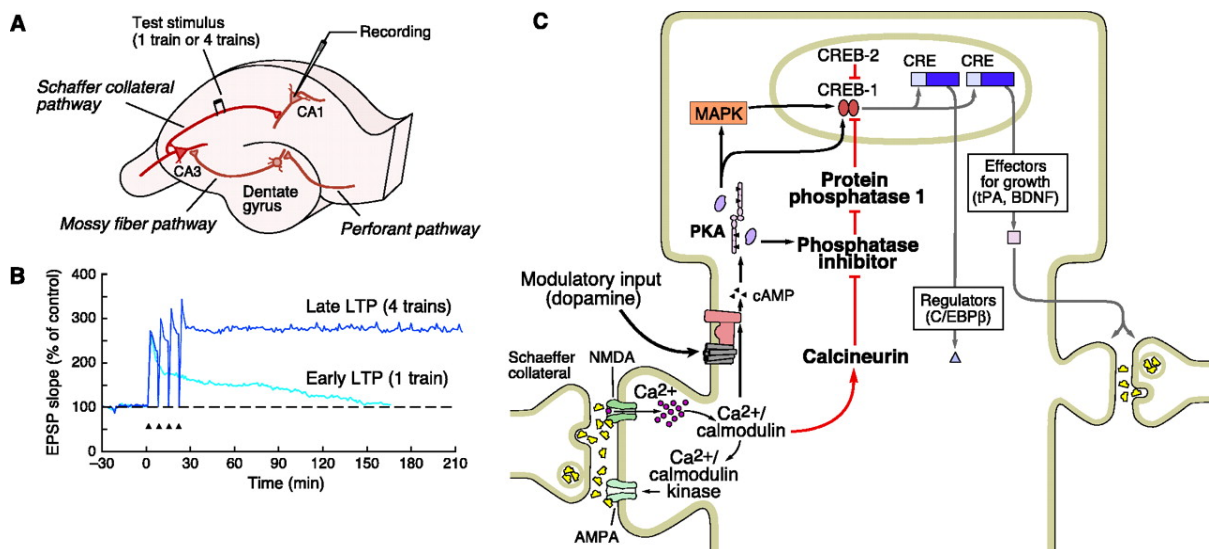 A
Test stimulus
(1 train or 4 trains)
Recording
Schaffer collateral
pathway
CA1
CA3
Dentate
gyrus
Mossy fiber pathway
Perforant pathway
B
EPSP slope (% of control)
400
300
200
100
0
Late LTP (4 trains)
Early LTP (1 train)
–30
0
30
60
90
120
150
180
210
Time (min)
C
CREB-2
CREB-1
CRE
CRE
MAPK
Effectors
for growth
(tPA, BDNF)
Protein
phosphatase 1
PKA
Phosphatase
inhibitor
Modulatory input
(dopamine)
cAMP
Regulators
(C/EBPβ)
Calcineurin
Schaeffer
collateral
NMDA
Ca2+
Ca2+/
calmodulin
Ca2+/
calmodulin
kinase
AMPA